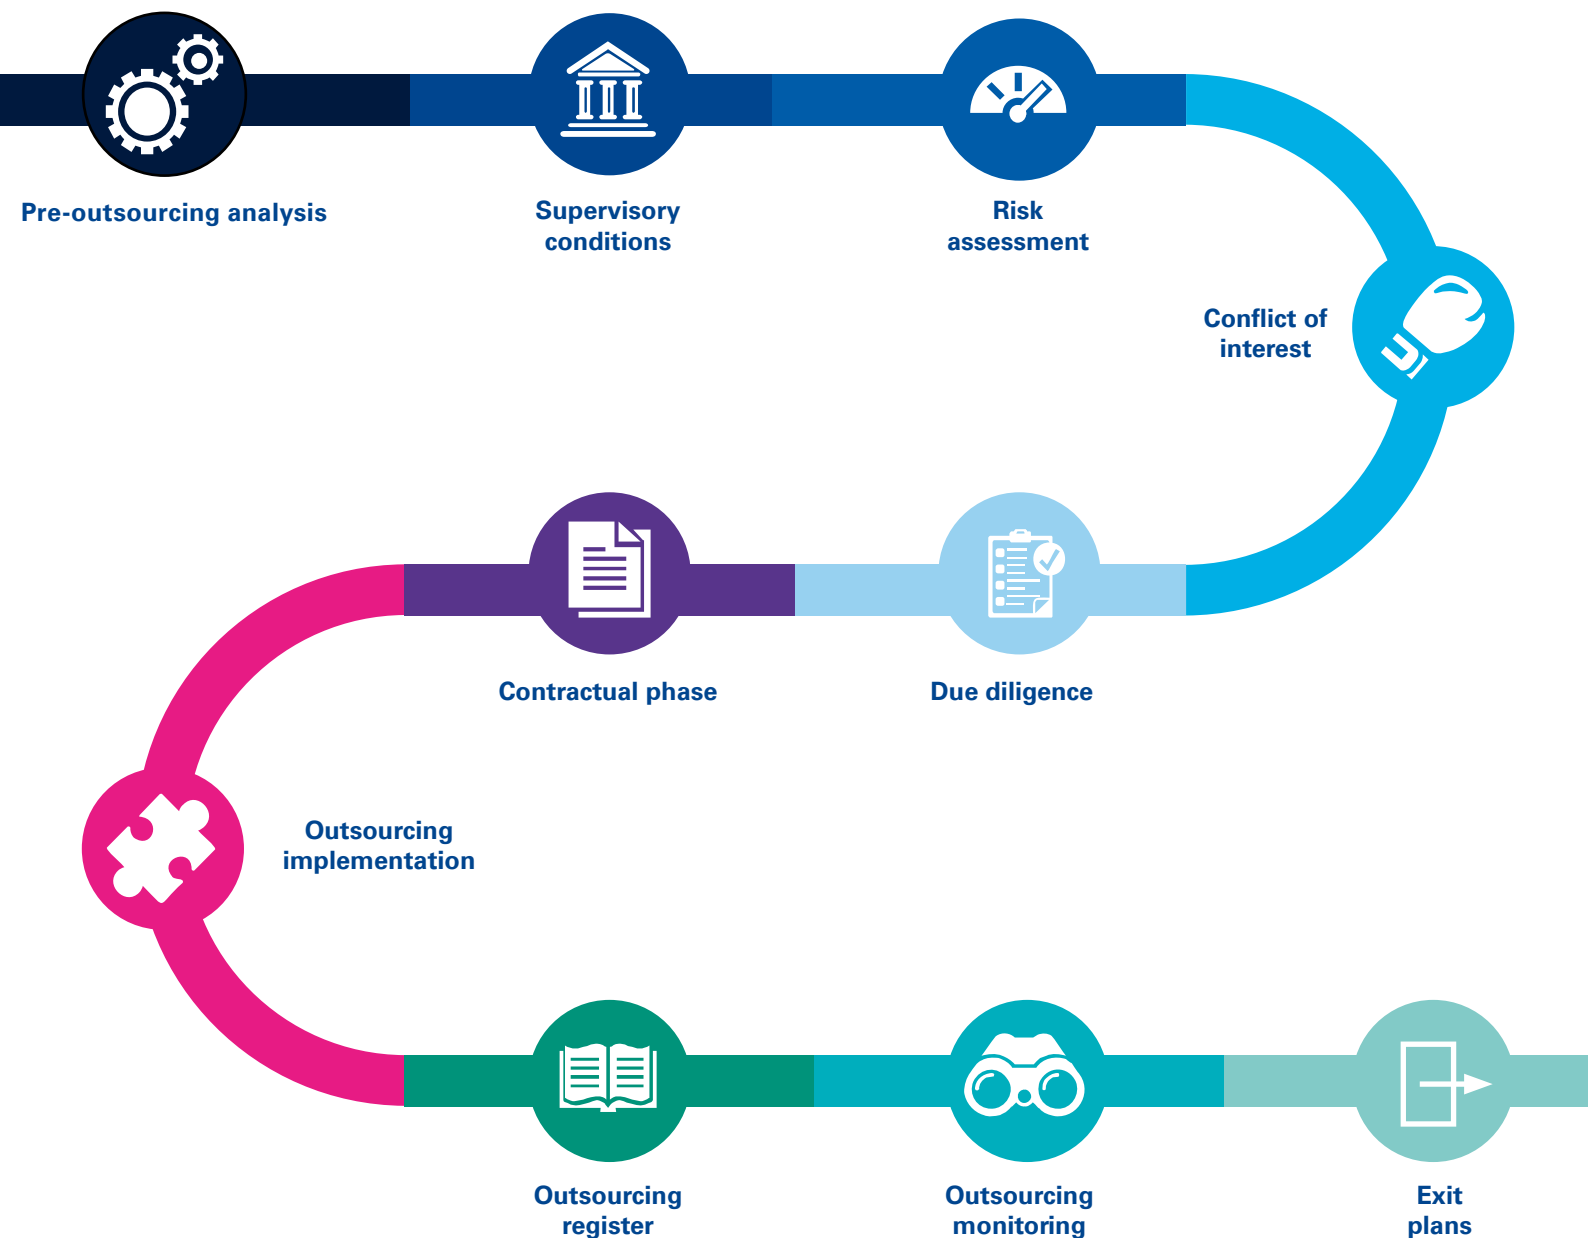 Pre-outsourcing analysis
Supervisory
conditions
Risk
assessment
Conflict of
interest
Contractual phase
Due diligence
Outsourcing
implementation
Outsourcing
register
Outsourcing
monitoring
Exit
plans